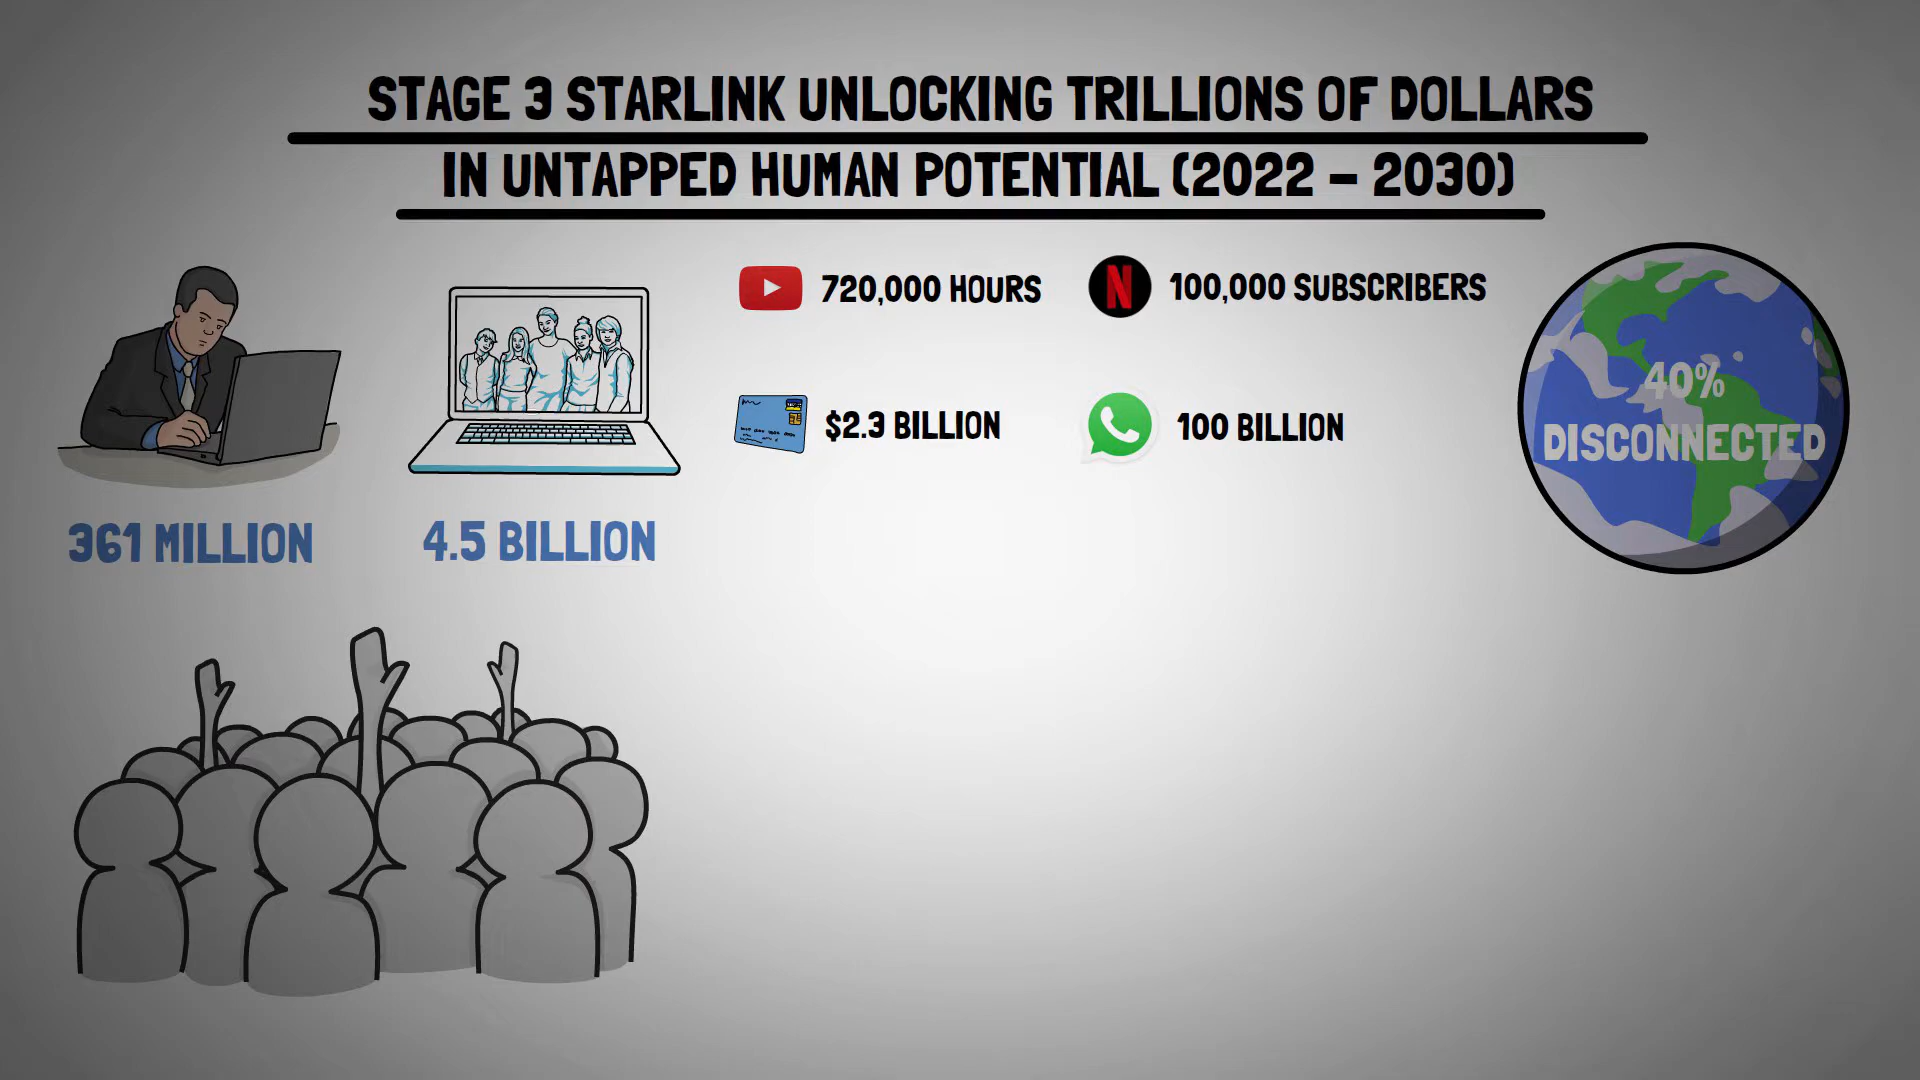 STAGE 3 STARLINK UNLOCKING TRILLIONS OF DOLLARS
IN UNTAPPED HUMAN POTENTIAL (2022 – 2030)
720,000 HOURS
N
100,000 SUBSCRIBERS
$2.3 BILLION
100 BILLION
40%
DISCONNECTED
361 MILLION
4.5 BILLION